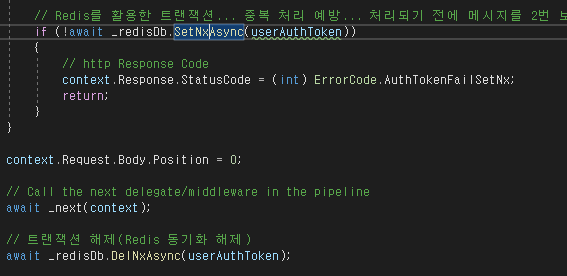 // Redis를 활용한 트랜잭션... 중복 처리 예방... 처리되기 전에 메시지를 2번 보
if (!await _redisDb.SetNxAsync(userAuthToken))
{
// http Response Code
context.Response.StatusCode = (int) ErrorCode.AuthTokenFailSetNx;
return;
}
}
context.Request.Body.Position = 0;
// Call the next delegate/middleware in the pipeline
await _next(context);
// 트랜잭션 해제(Redis 동기화 해제)
await _redisDb.DelNxAsync(userAuthToken);